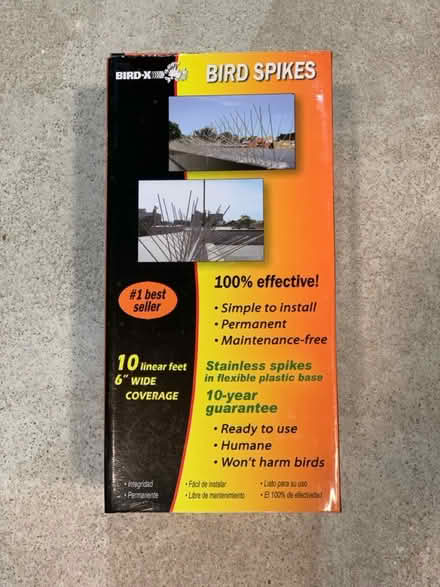 BIRD-X
BIRD SPIKES
100% effective!
#1 best
seller
• Simple to install
• Permanent
• Maintenance-free
10 linear feet
6" WIDE
COVERAGE
Stainless spikes
in flexible plastic base
10-year
guarantee
• Ready to use
• Humane
• Won't harm birds
• Integridad
• Fácil de instalar
• Listo para su uso
• Permanente
• Libre de mantenimiento
• El 100% de efectividad